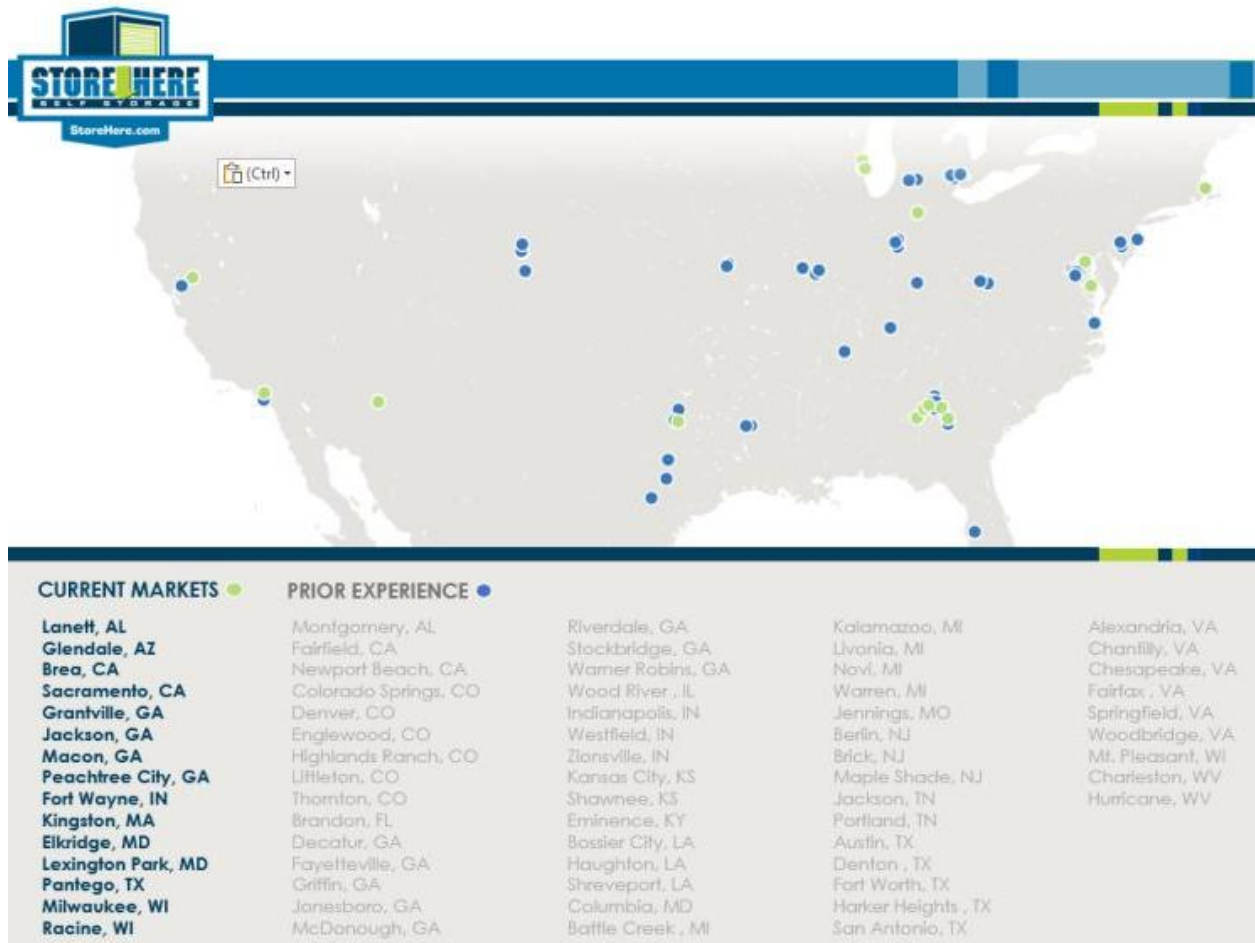 STORE HERE
SELF STORAGE
StoreHere.com
(Ctrl)
CURRENT MARKETS
Lanett, AL
Glendale, AZ
Brea, CA
Sacramento, CA
Grantville, GA
Jackson, GA
Macon, GA
Peachtree City, GA
Fort Wayne, IN
Kingston, MA
Elkridge, MD
Lexington Park, MD
Pantego, TX
Milwaukee, WI
Racine, WI
PRIOR EXPERIENCE
Montgomery, AL
Fairfield, CA
Newport Beach, CA
Colorado Springs, CO
Denver, CO
Englewood, CO
Highlands Ranch, CO
Littleton, CO
Thornton, CO
Brandon, FL
Decatur, GA
Fayetteville, GA
Griffin, GA
Jonesboro, GA
McDonough, GA
Riverdale, GA
Stockbridge, GA
Warner Robins, GA
Wood River , IL
Indianapolis, IN
Westfield, IN
Zionsville, IN
Kansas City, KS
Shawnee, KS
Eminence, KY
Bossier City, LA
Haughton, LA
Shreveport, LA
Columbia, MD
Battle Creek , MI
Kalamazoo, MI
Livonia, MI
Novi, MI
Warren, MI
Jennings, MO
Berlin, NJ
Brick, NJ
Maple Shade, NJ
Jackson, TN
Portland, TN
Austin, TX
Denton , TX
Fort Worth, TX
Harker Heights , TX
San Antonio, TX
Alexandria, VA
Chantilly, VA
Chesapeake, VA
Fairfax , VA
Springfield, VA
Woodbridge, VA
Mt. Pleasant, WI
Charleston, WV
Hurricane, WV